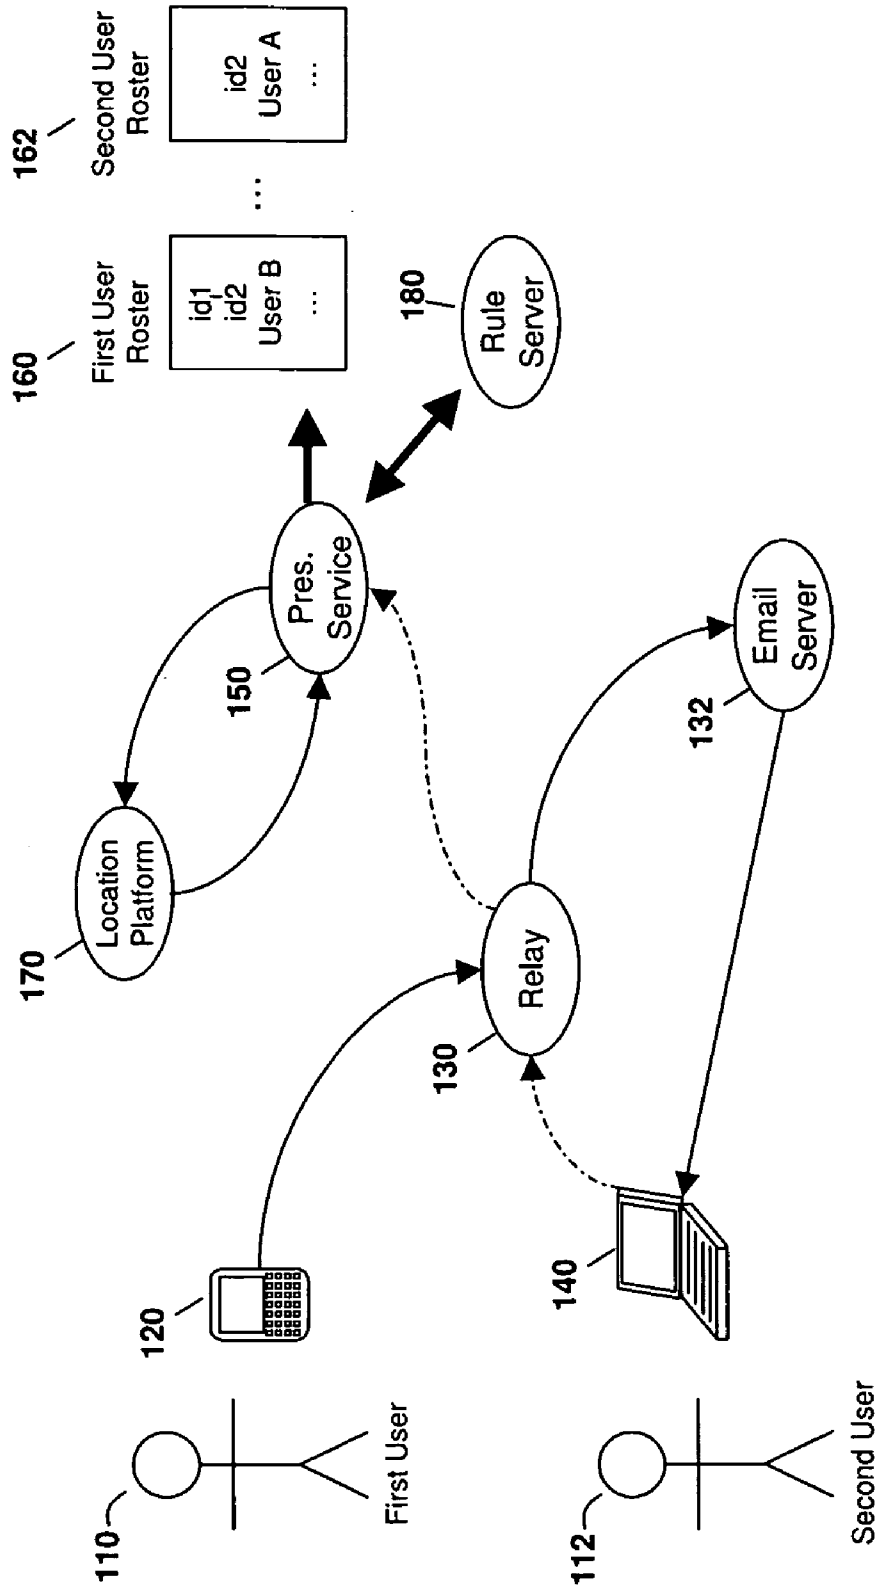 110
First User
120
112
Second User
140
130
Relay
132
Email
Server
170
Location
Platform
150
Pres.
Service
180
Rule
Server
160
First User
Roster
id1
id2
User B
...
...
162
Second User
Roster
id2
User A
...